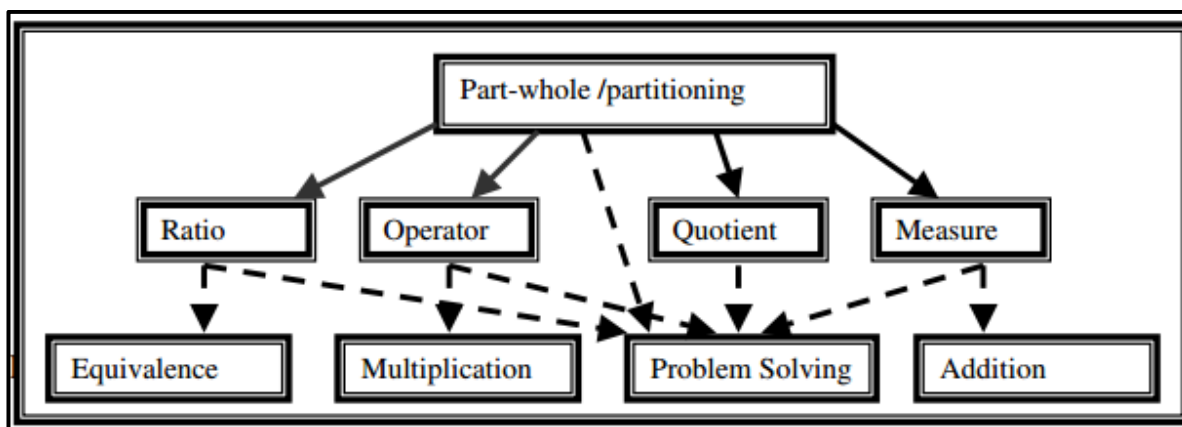 Part-whole /partitioning
Ratio
Operator
Quotient
Measure
Equivalence
Multiplication
Problem Solving
Addition